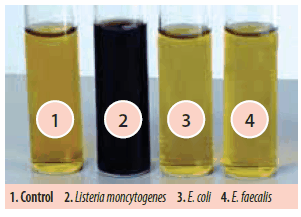 1 2 3 4
1. Control 2. Listeria moncytogenes 3. E. coli 4. E. faecalis